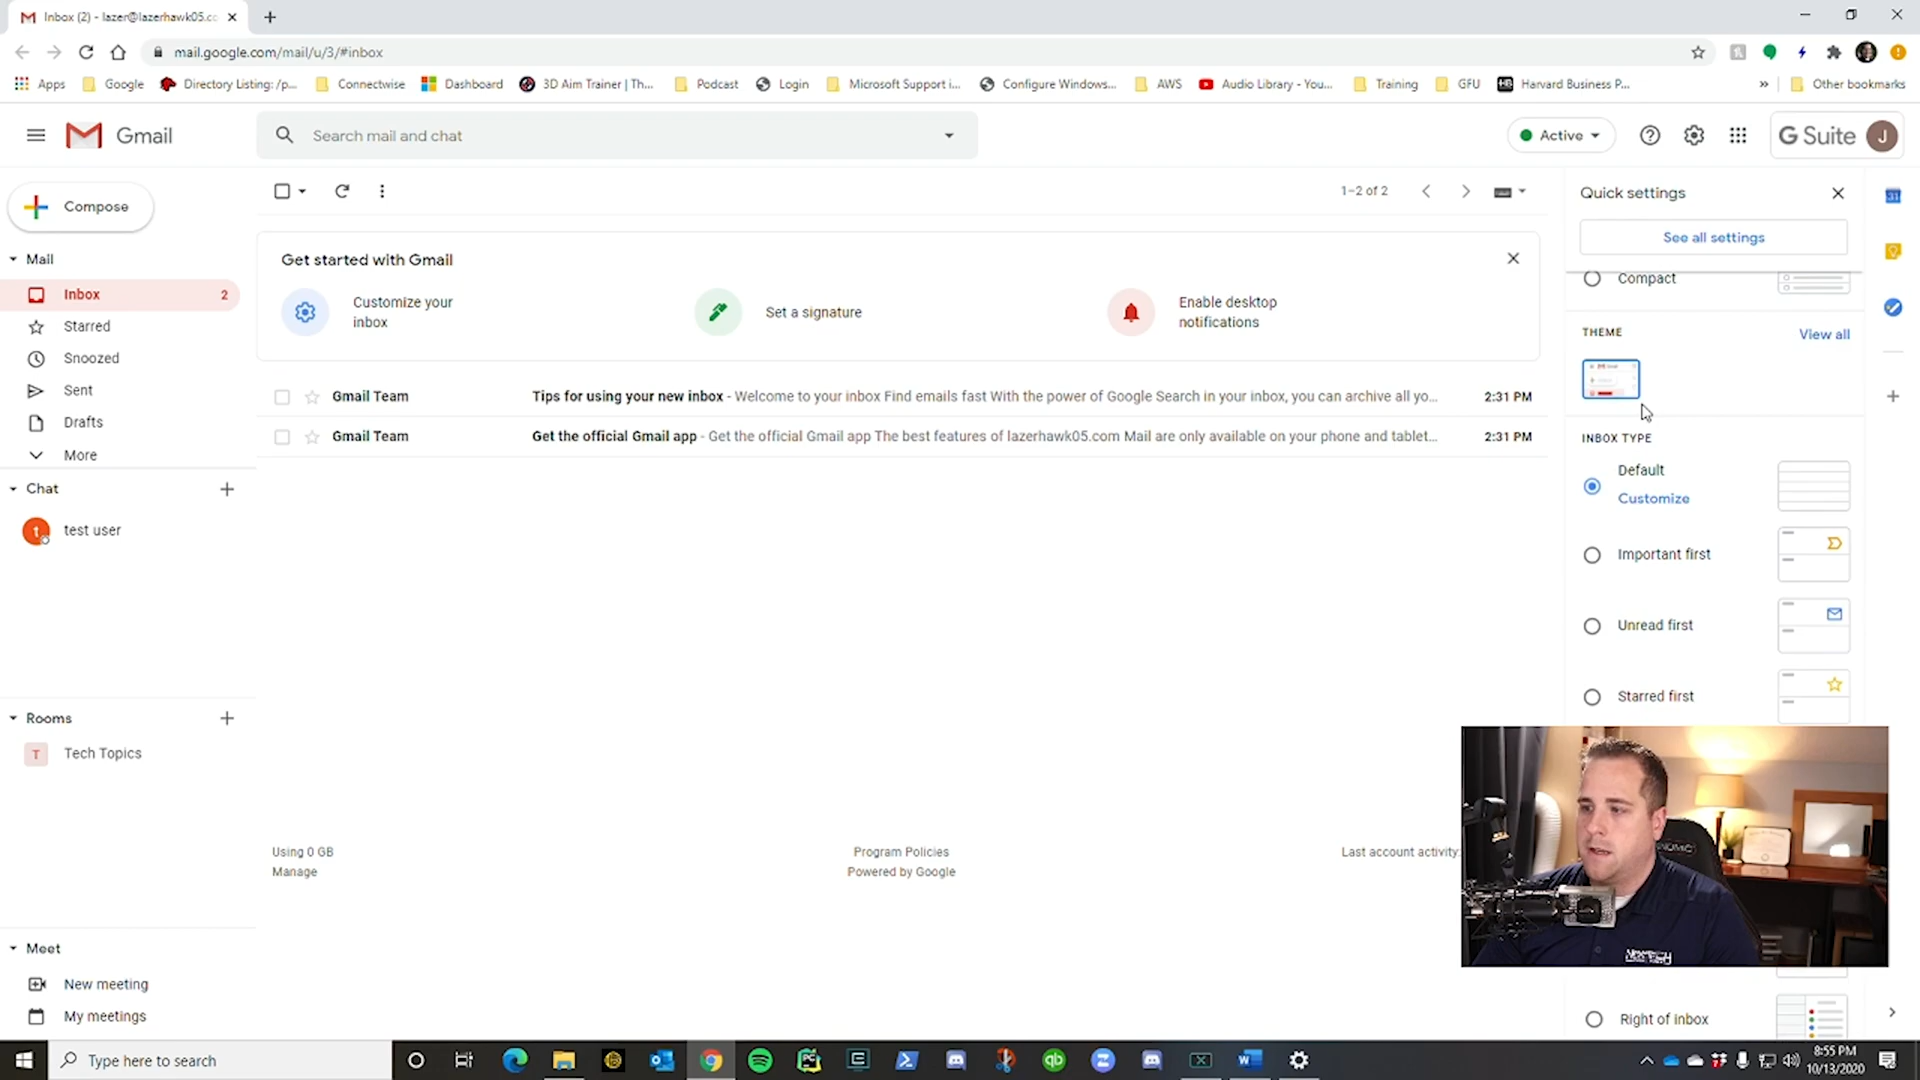 Inbox (2) - lazer@lazerhawk05.cc
mail.google.com/mail/u/3/#inbox
Apps
Google
Directory Listing: /p...
Connectwise
Dashboard
3D Aim Trainer | Th...
Podcast
Login
Microsoft Support i...
Configure Windows...
AWS
Audio Library - You...
Training
GFU
HB
Harvard Business P...
»
Other bookmarks
Gmail
Search mail and chat
Active
G Suite
J
Compose
1–2 of 2
Quick settings
See all settings
31
Mail
Inbox 2
Starred
Snoozed
Sent
Drafts
More
Get started with Gmail
Customize your
inbox
Set a signature
Enable desktop
notifications
Gmail Team Tips for using your new inbox - Welcome to your inbox Find emails fast With the power of Google Search in your inbox, you can archive all yo... 2:31 PM
Gmail Team Get the official Gmail app - Get the official Gmail app The best features of lazerhawk05.com Mail are only available on your phone and tablet... 2:31 PM
Compact
THEME
View all
INBOX TYPE
Default
Customize
Important first
Unread first
Starred first
Right of inbox
Chat
t test user
Rooms
T Tech Topics
Using 0 GB
Manage
Program Policies
Powered by Google
Last account activity:
Meet
New meeting
My meetings
Type here to search
8:55 PM
10/13/2020